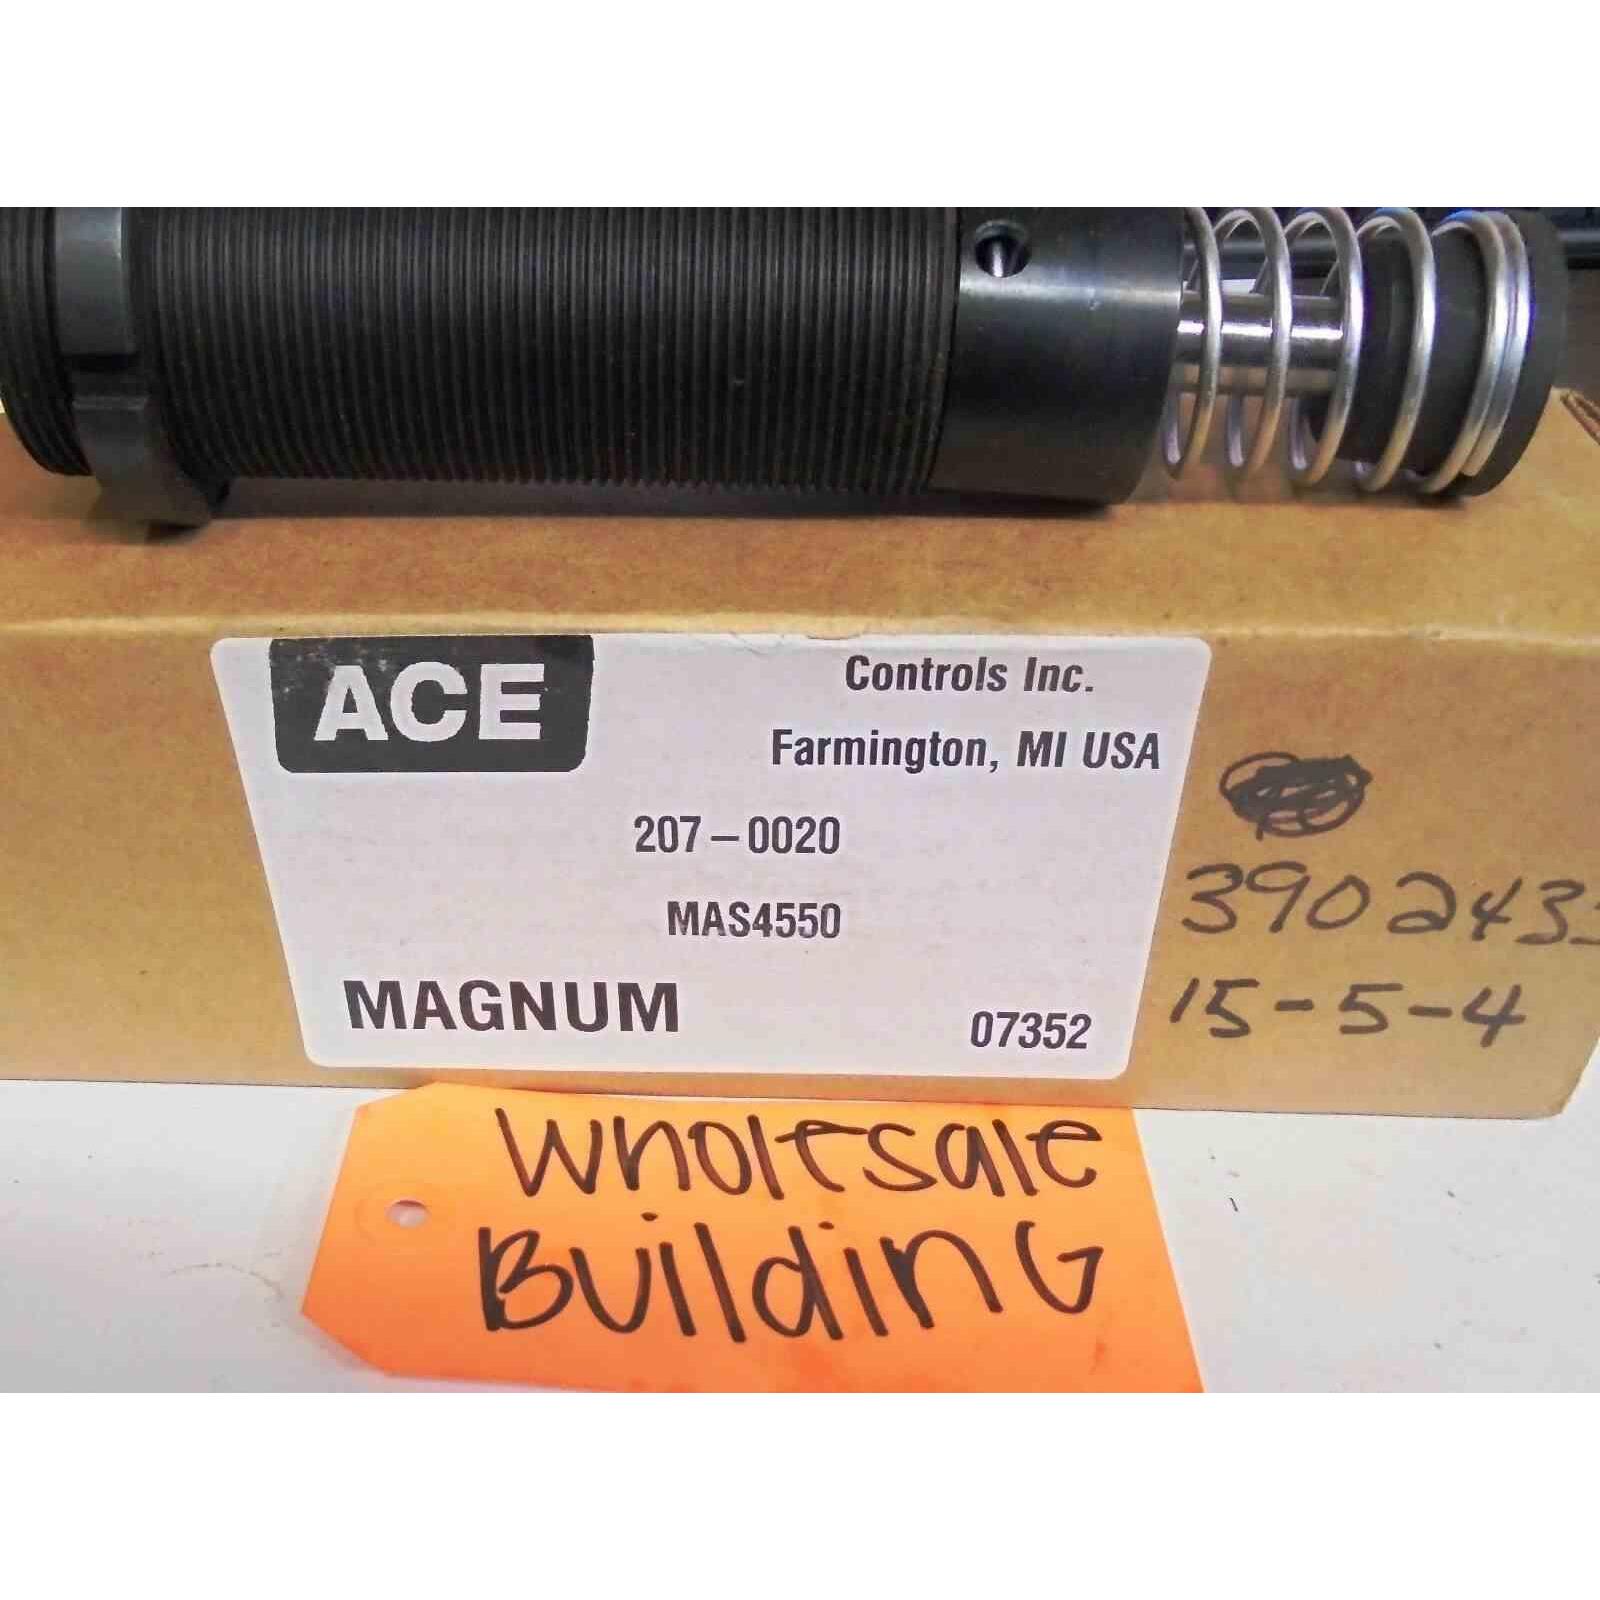 ACE
Controls Inc.
Farmington, MI USA
207-0020
MAS4550
MAGNUM
07352
15-5-4
Wholesale
BuildinG